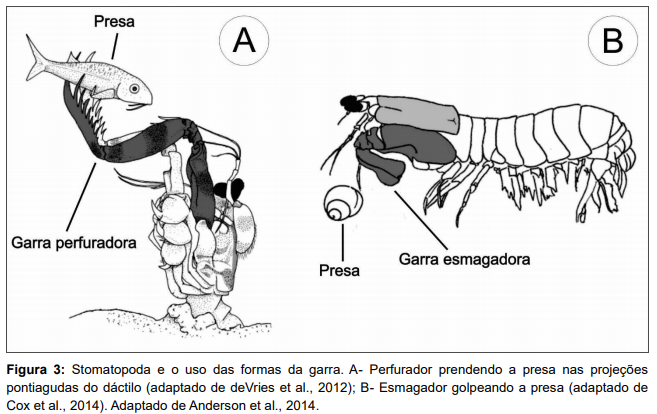 Presa
A
B
Garra perfuradora
Garra esmagadora
Presa
Figura 3: Stomatopoda e o uso das formas da garra. A- Perfurador prendendo a presa nas projeções
pontiagudas do dáctilo (adaptado de deVries et al., 2012); B- Esmagador golpeando a presa (adaptado de
Cox et al., 2014). Adaptado de Anderson et al., 2014.